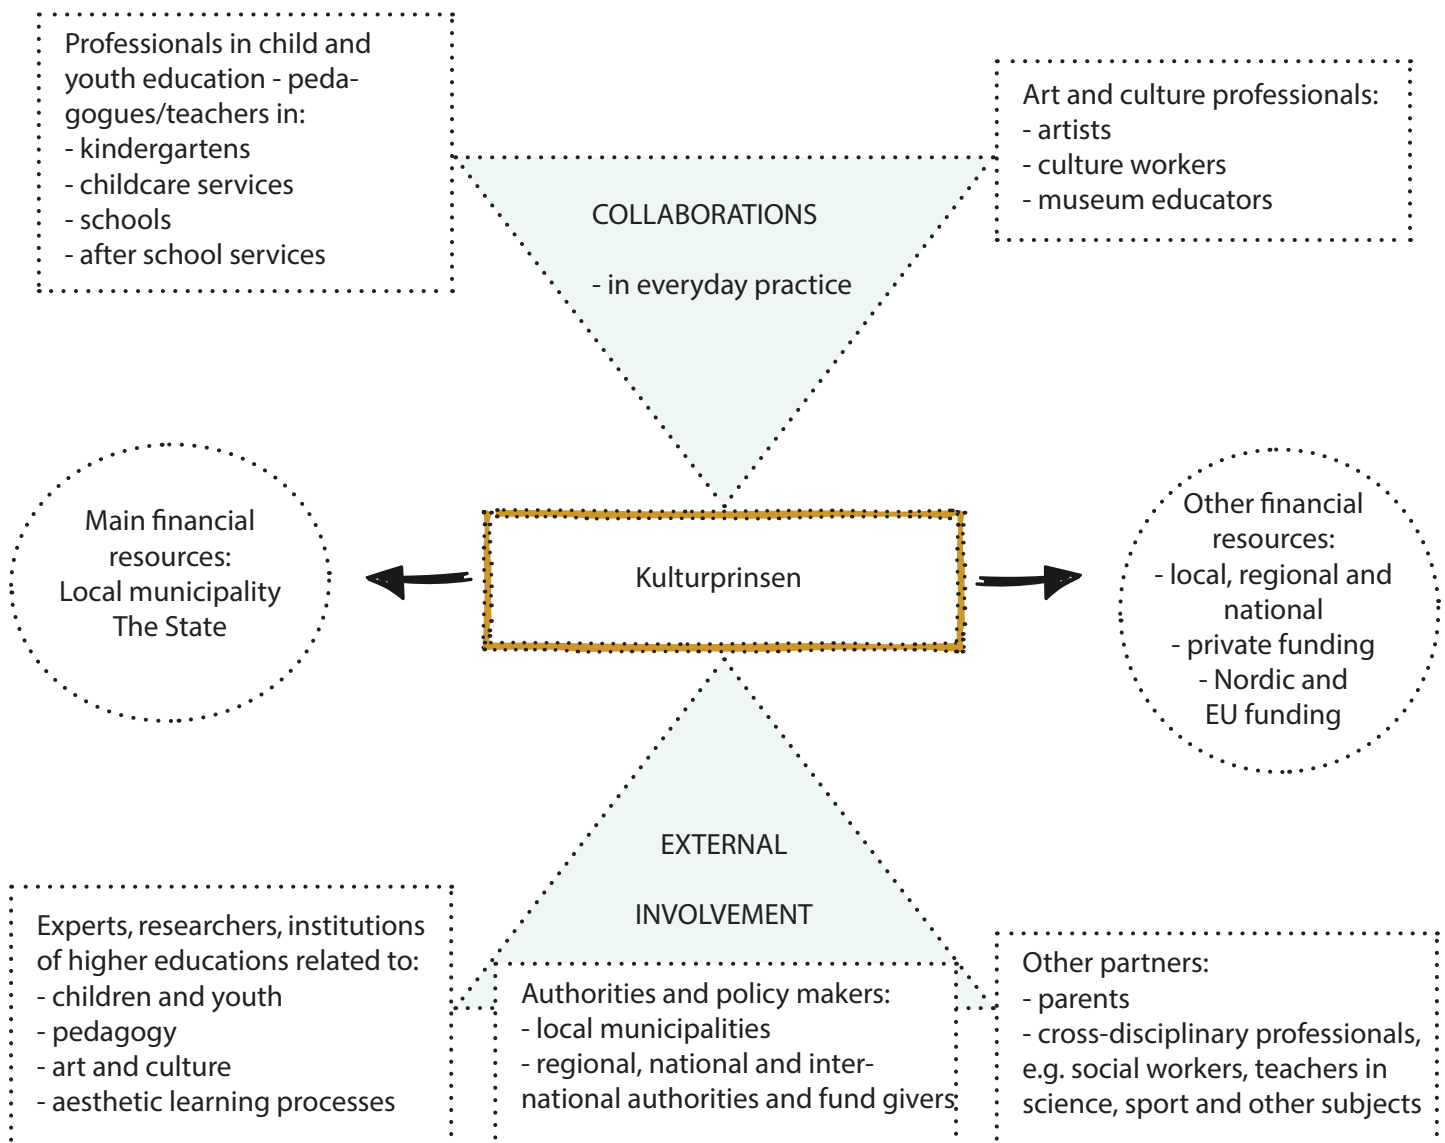 Professionals in child and
youth education - peda-
gogues/teachers in:
- kindergartens
- childcare services
- schools
- after school services
Art and culture professionals:
- artists
- culture workers
- museum educators
COLLABORATIONS
- in everyday practice
Main financial
resources:
Local municipality
The State
Kulturprinsen
Other financial
resources:
- local, regional and
national
- private funding
- Nordic and
EU funding
EXTERNAL
INVOLVEMENT
Experts, researchers, institutions
of higher educations related to:
- children and youth
- pedagogy
- art and culture
- aesthetic learning processes
Authorities and policy makers:
- local municipalities
- regional, national and inter-
national authorities and fund givers
Other partners:
- parents
- cross-disciplinary professionals,
e.g. social workers, teachers in
science, sport and other subjects